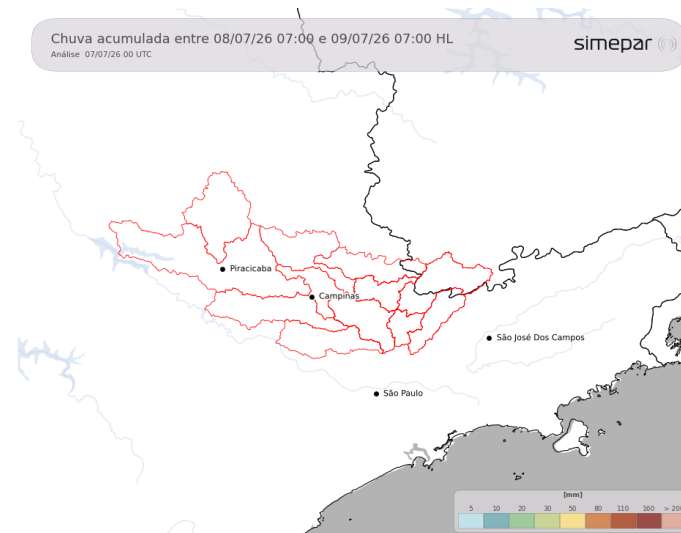 Chuva acumulada entre 08/07/26 07:00 e 09/07/26 07:00 HL
Análise 07/07/26 00 UTC
simepar
Piracicaba
Campinas
São José Dos Campos
São Paulo
[mm]
5 10 20 30 50 80 110 160